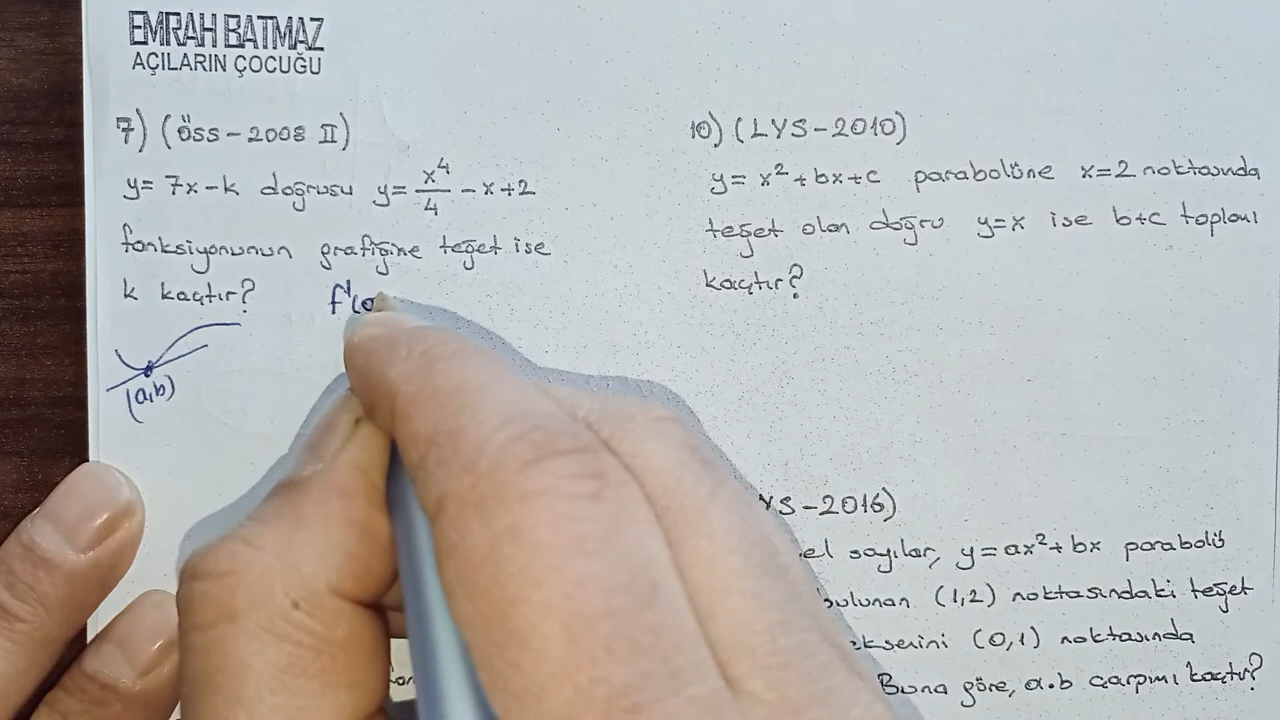 EMRAH BATMAZ
AÇILARIN ÇOCUĞU
7) (ÖSS-2008 II)
y= 7x-k doğrusu y= x⁴/4 -x+2
fonksiyonunun grafiğine teğet ise
k kaçtır?
f'(a
(a,b)
10) (LYS-2010)
y= x²+bx+c parabolüne x=2 noktasında
teğet olan doğru y=x ise b+c toplamı
kaçtır?
YS-2016)
el sayılar, y=ax²+bx parabolü
bulunan (1,2) noktasındaki teğet
ekserini (0,1) noktasında
Buna göre, a.b çarpımı kaçtır?